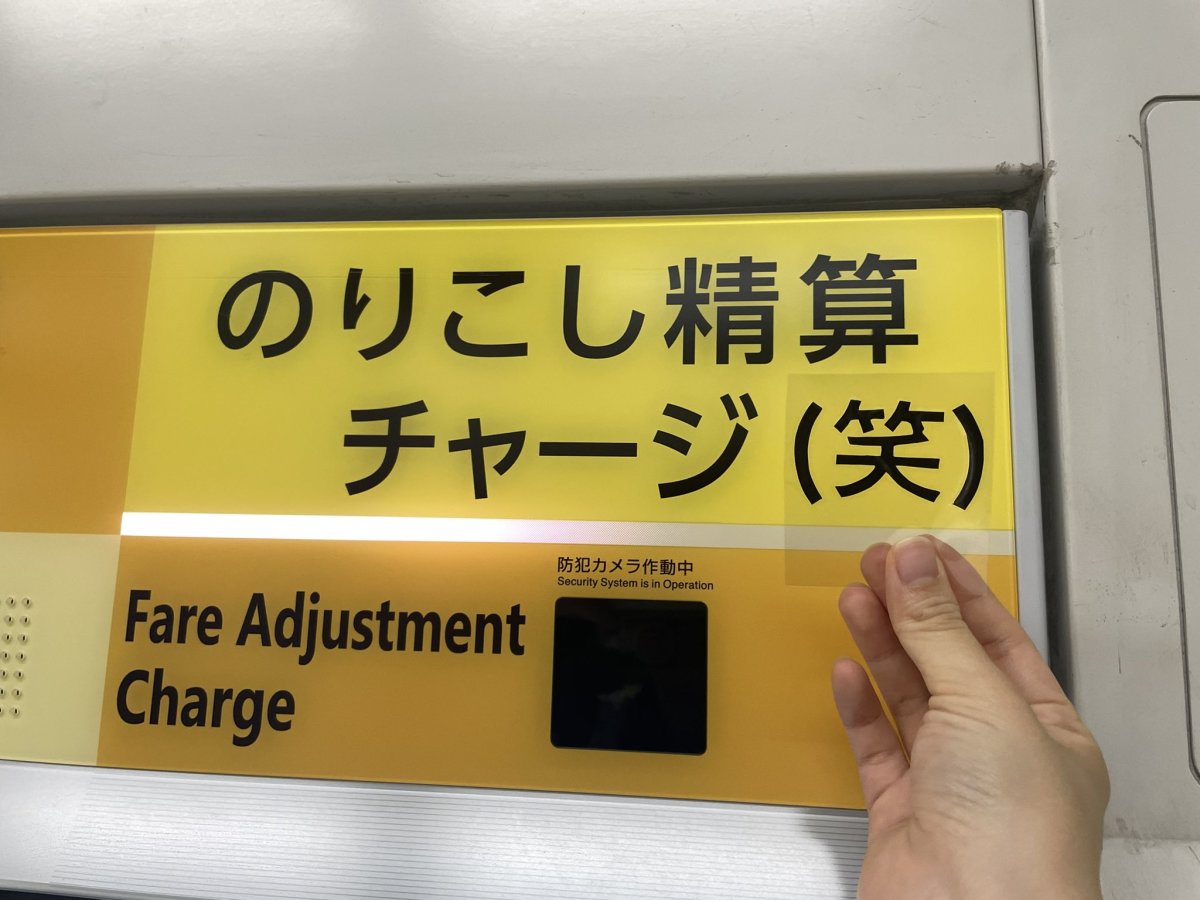 のりこし精算
チャージ(笑)
防犯カメラ作動中
Security System is in Operation
Fare Adjustment
Charge